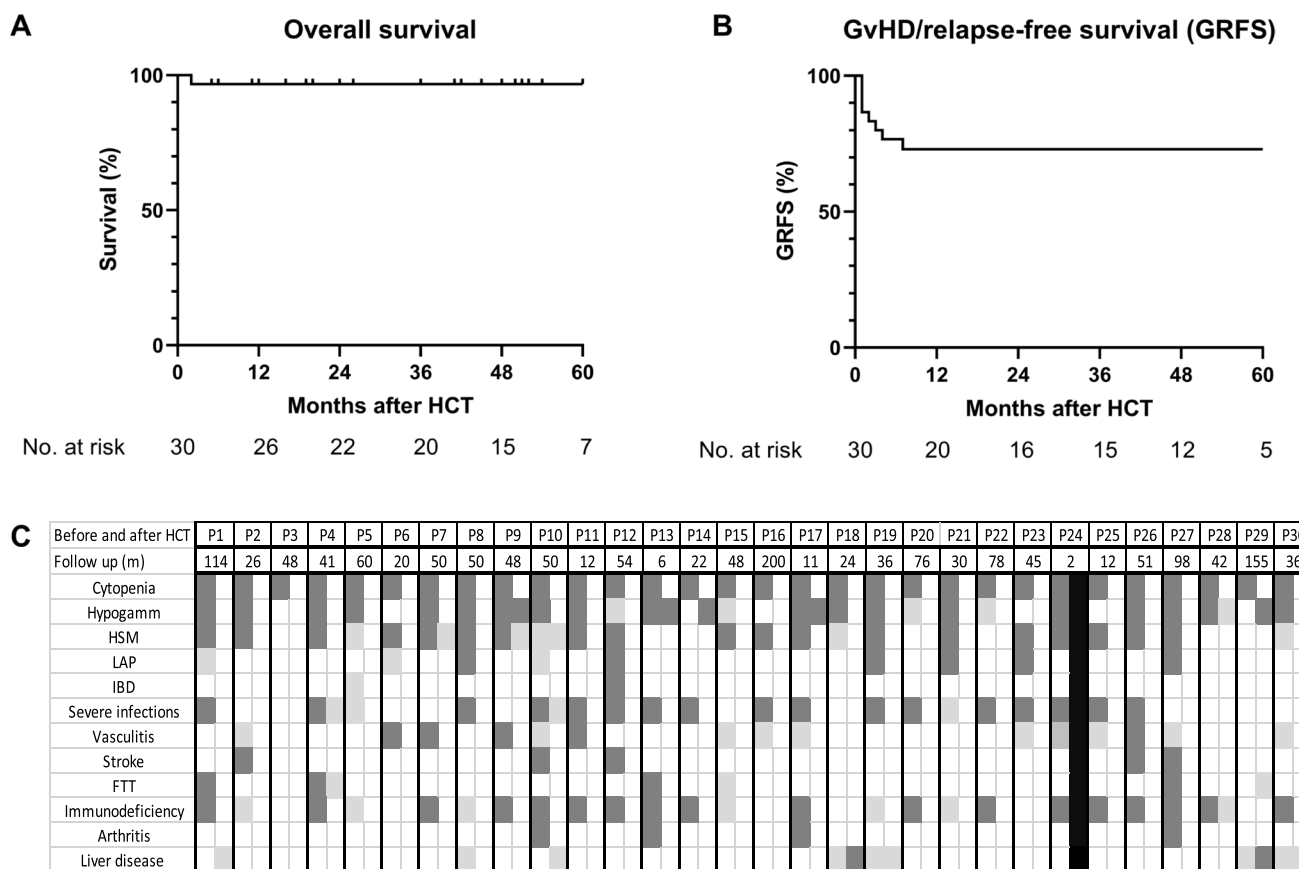 A
Overall survival
100
50
0
Survival (%)
0 12 24 36 48 60
Months after HCT
No. at risk 30 26 22 20 15 7
B
GvHD/relapse-free survival (GRFS)
100
50
0
GRFS (%)
0 12 24 36 48 60
Months after HCT
No. at risk 30 20 16 15 12 5
C
Before and after HCT P1 P2 P3 P4 P5 P6 P7 P8 P9 P10 P11 P12 P13 P14 P15 P16 P17 P18 P19 P20 P21 P22 P23 P24 P25 P26 P27 P28 P29 P30
Follow up (m) 114 26 48 41 60 20 50 50 48 50 12 54 6 22 48 200 11 24 36 76 30 78 45 2 12 51 98 42 155 36
Cytopenia
Hypogamm
HSM
LAP
IBD
Severe infections
Vasculitis
Stroke
FTT
Immunodeficiency
Arthritis
Liver disease